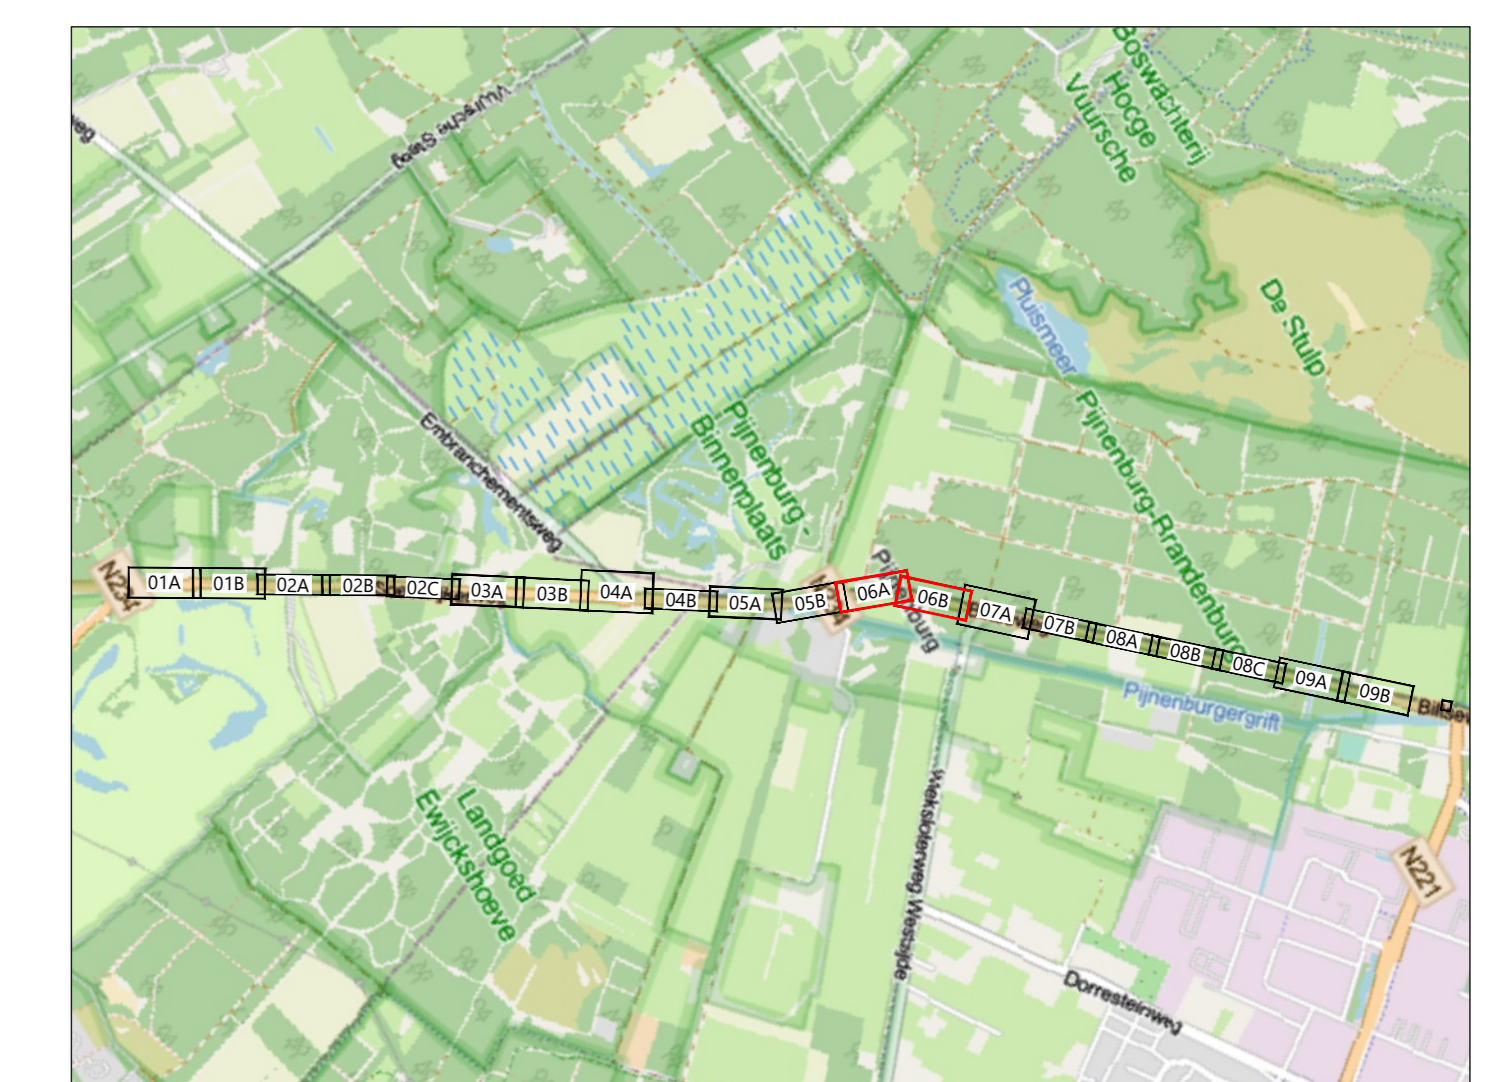 Boswachterij
Hooge
Vuursche
Vuursche Steeg
weg
De Stulp
Pluismeer
Pijnenburg -
Binnenplaats
Pijnenburg-Brandenburg
Embranchementsweg
N234
01A
01B
02A
02B
02C
03A
03B
04A
04B
05A
05B
06A
06B
07A
07B
08A
08B
08C
09A
09B
Pijnenburgergrift
Landgoed
Ewijckshoeve
Wieksloterweg Westzijde
Dorresteinweg
N221